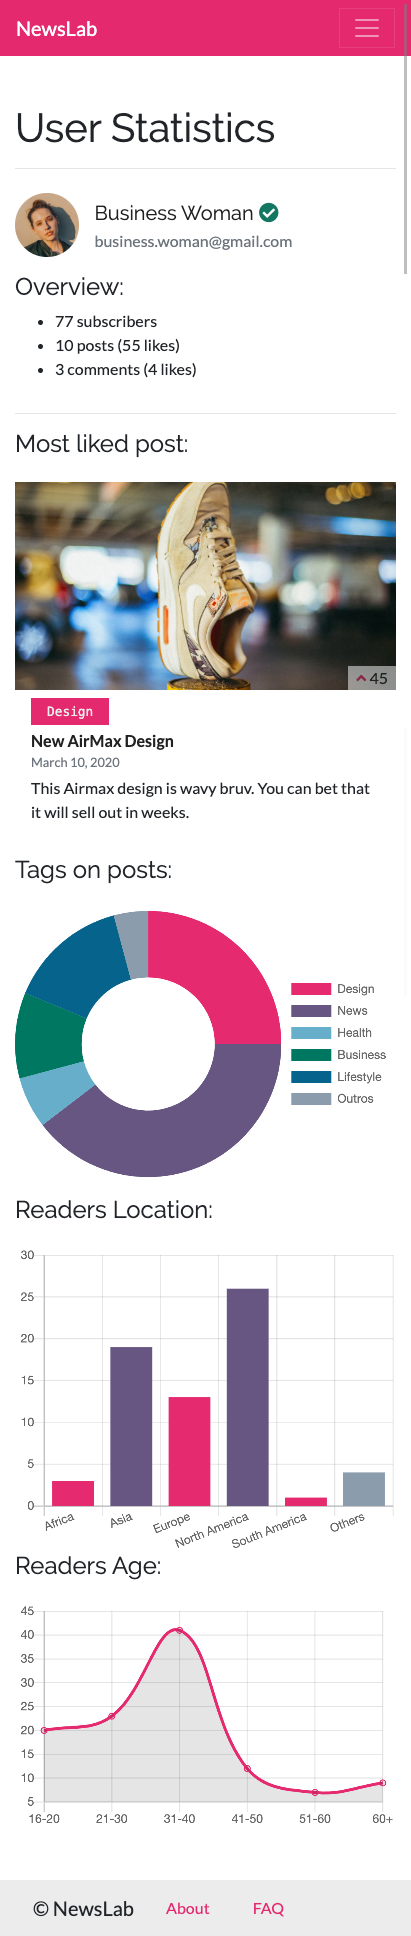 NewsLab
User Statistics
Business Woman
business.woman@gmail.com
Overview:
• 77 subscribers
• 10 posts (55 likes)
• 3 comments (4 likes)
Most liked post:
45
Design
New AirMax Design
March 10, 2020
This Airmax design is wavy bruv. You can bet that
it will sell out in weeks.
Tags on posts:
Design
News
Health
Business
Lifestyle
Outros
Readers Location:
30
25
20
15
10
5
0
Africa
Asia
Europe
North America
South America
Others
Readers Age:
45
40
35
30
25
20
15
10
5
16-20 21-30 31-40 41-50 51-60 60+
© NewsLab About FAQ